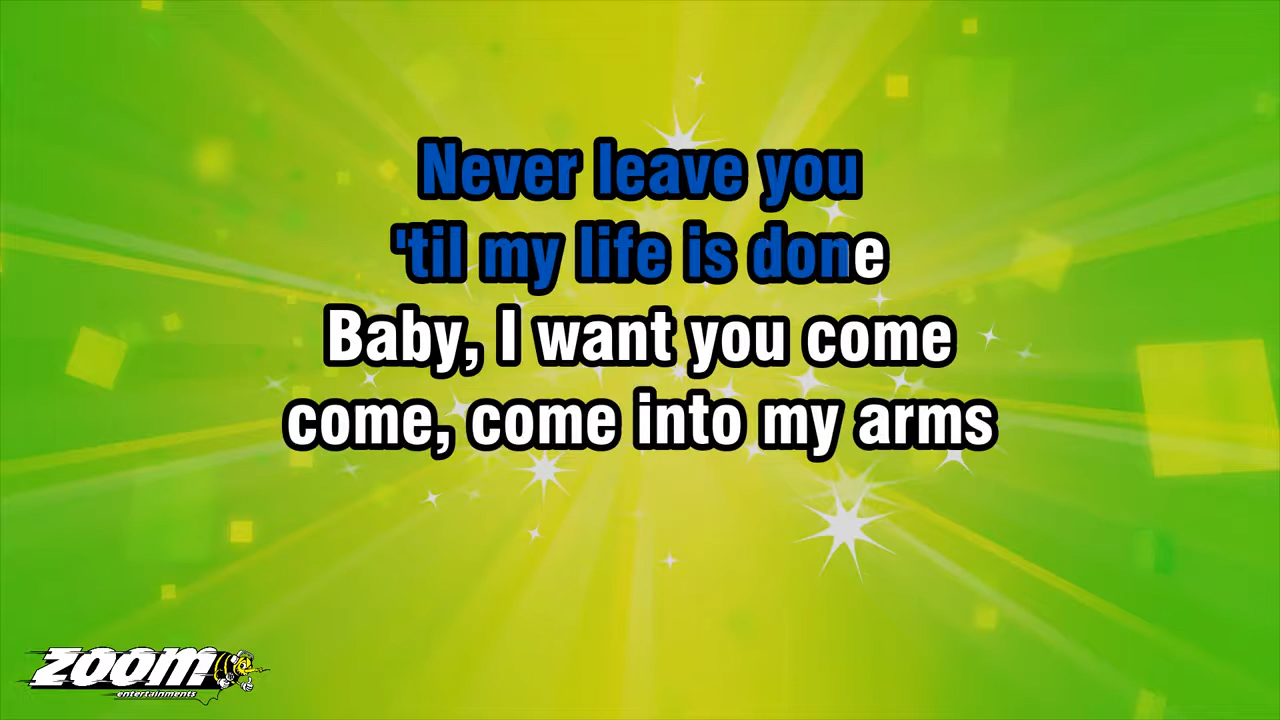 Never leave you
'til my life is done
Baby, I want you come
come, come into my arms
ZOOM
entertainments